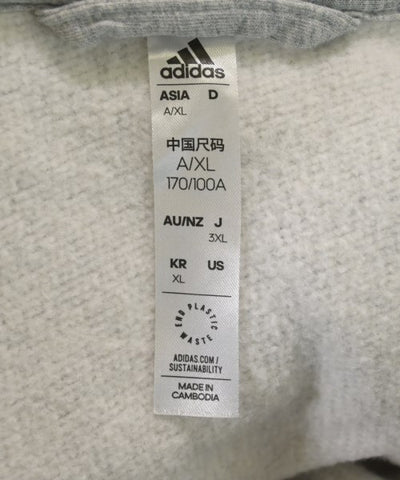 adidas
ASIA D
A/XL
中国尺码
A/XL
170/100A
AU/NZ J
3XL
KR US
XL
END PLASTIC WASTE
ADIDAS.COM/
SUSTAINABILITY
MADE IN
CAMBODIA